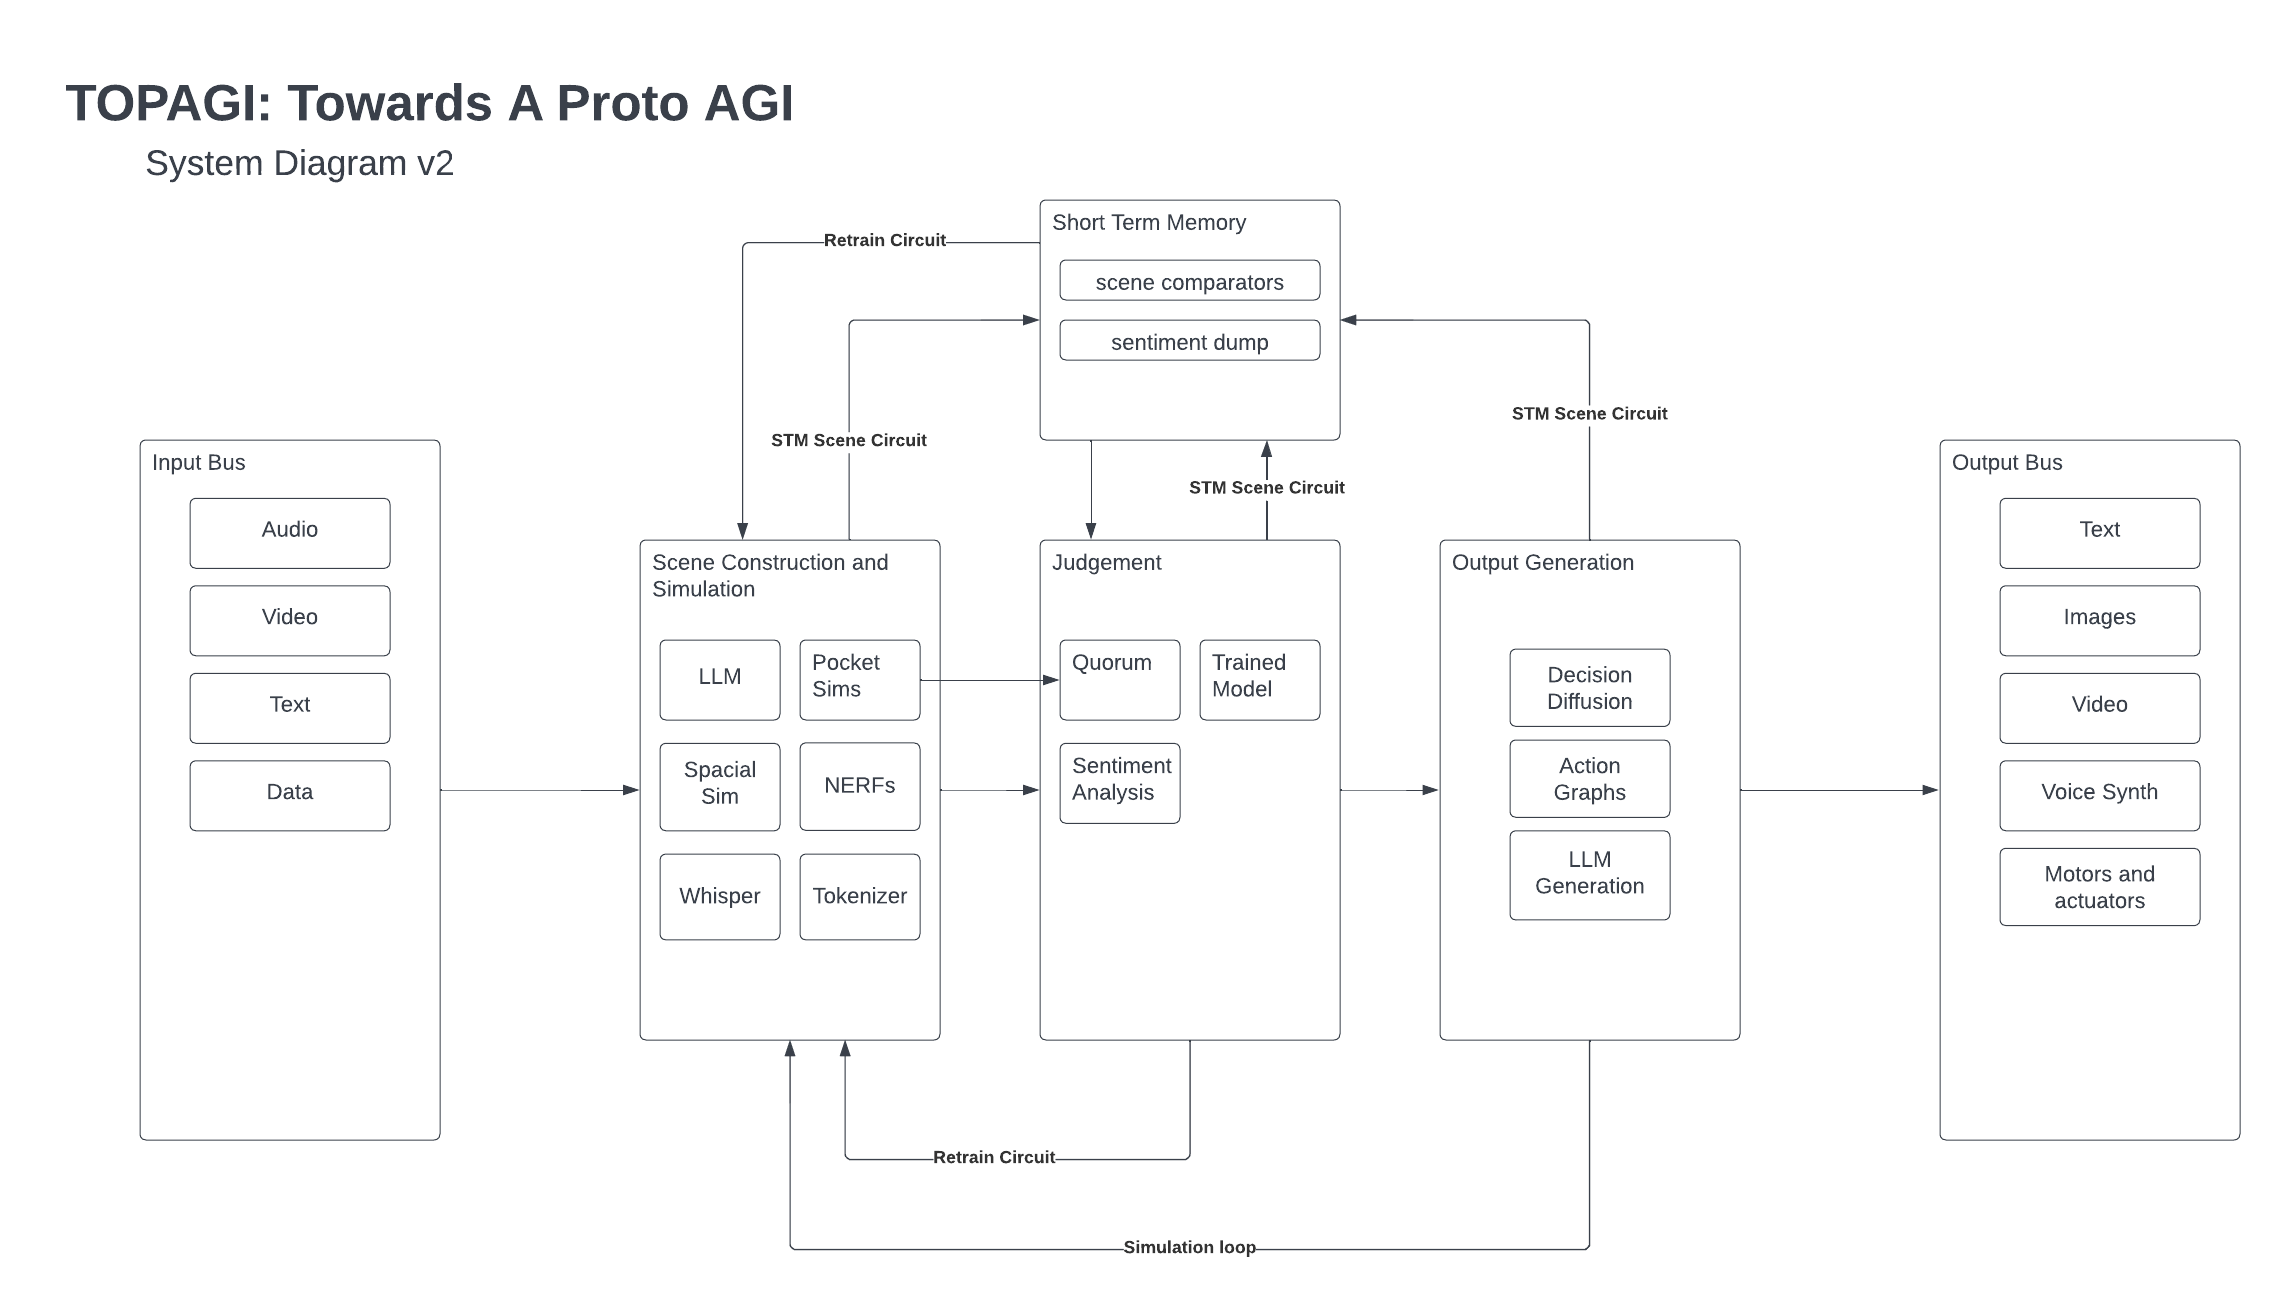 TOPAGI: Towards A Proto AGI
System Diagram v2
Short Term Memory
Retrain Circuit
scene comparators
sentiment dump
STM Scene Circuit
STM Scene Circuit
STM Scene Circuit
Input Bus
Audio
Video
Text
Data
Scene Construction and
Simulation
LLM
Pocket
Sims
Spacial
Sim
NERFs
Whisper
Tokenizer
Judgement
Quorum
Trained
Model
Sentiment
Analysis
Output Generation
Decision
Diffusion
Action
Graphs
LLM
Generation
Output Bus
Text
Images
Video
Voice Synth
Motors and
actuators
Retrain Circuit
Simulation loop